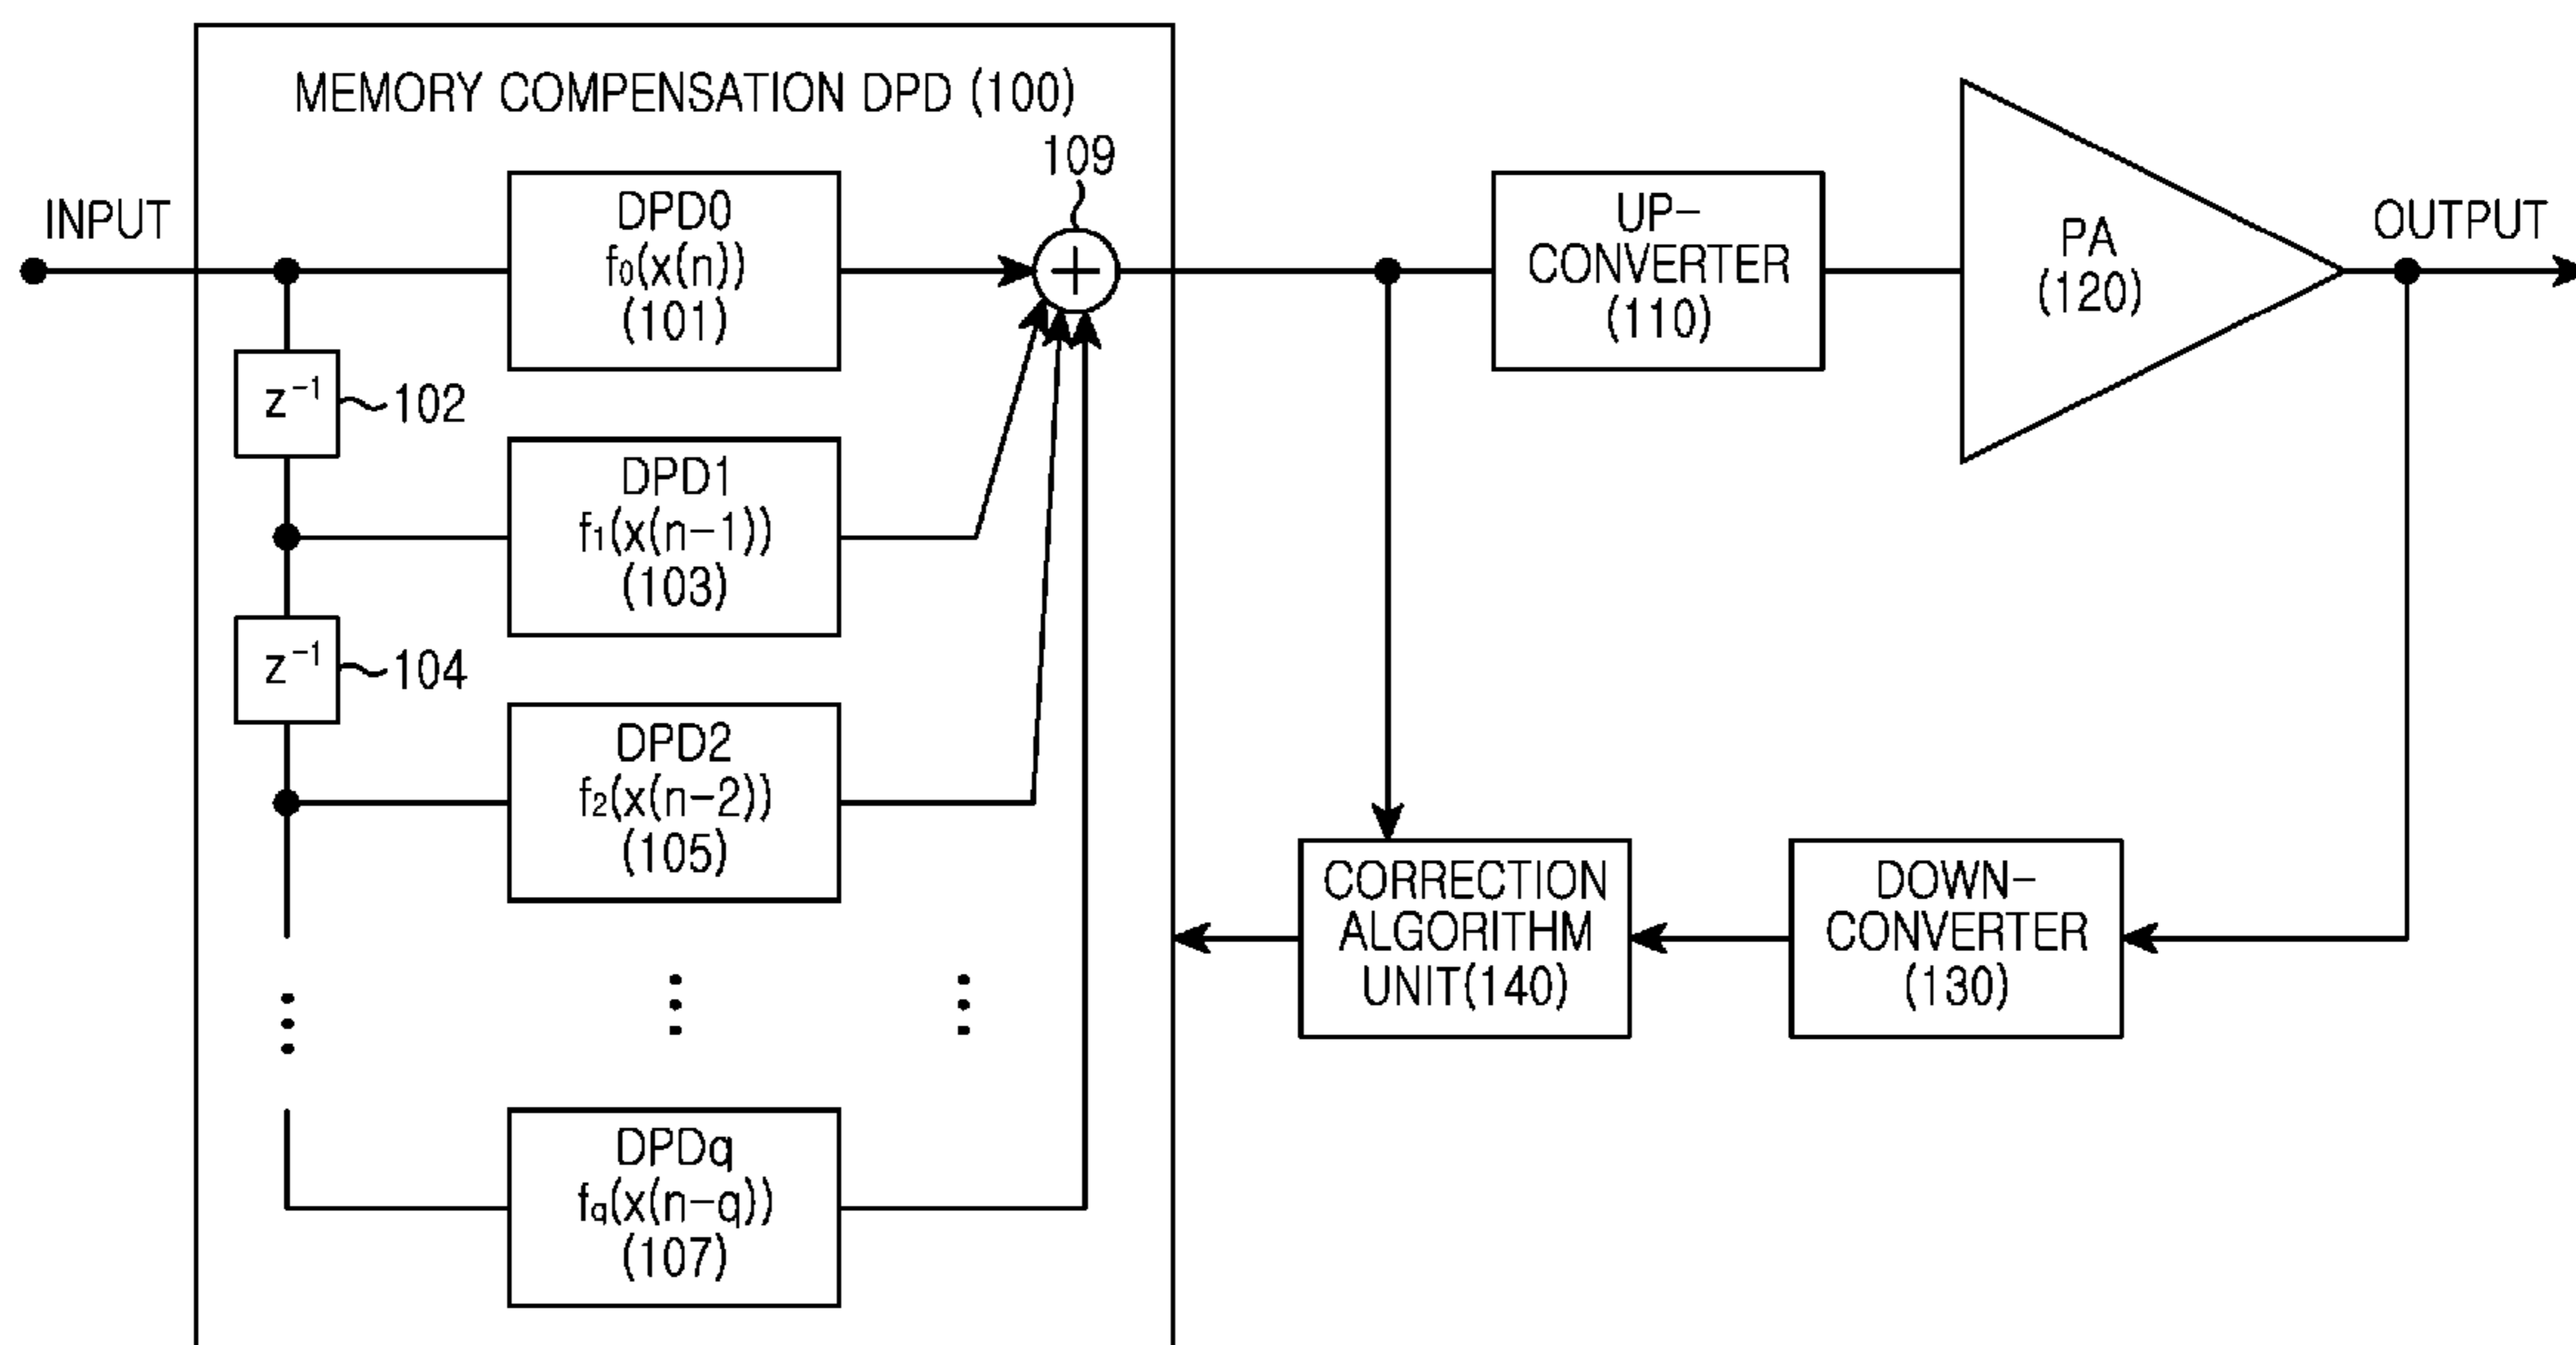 MEMORY COMPENSATION DPD (100)
109
INPUT
DPD0
f₀(x(n))
(101)
+
UP-
CONVERTER
(110)
PA
(120)
OUTPUT
z⁻¹
102
DPD1
f₁(x(n-1))
(103)
z⁻¹
104
DPD2
f₂(x(n-2))
(105)
CORRECTION
ALGORITHM
UNIT(140)
DOWN-
CONVERTER
(130)
DPDq
fq(x(n-q))
(107)